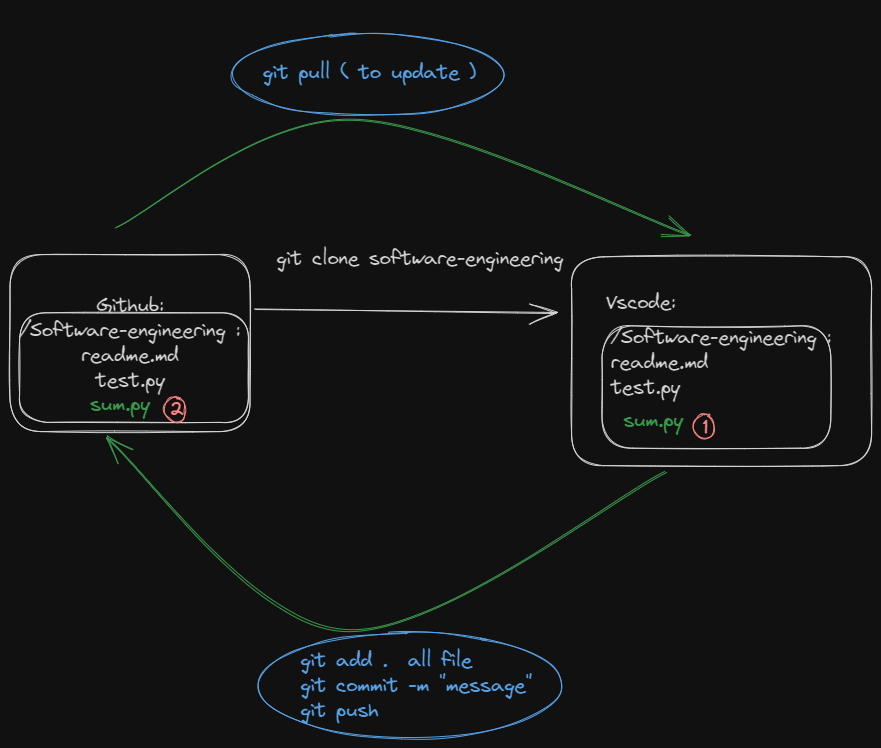 git pull ( to update )
git clone software-engineering
Github:
/Software-engineering :
readme.md
test.py
sum.py 2
Vscode:
/Software-engineering :
readme.md
test.py
sum.py 1
git add . all file
git commit -m "message"
git push